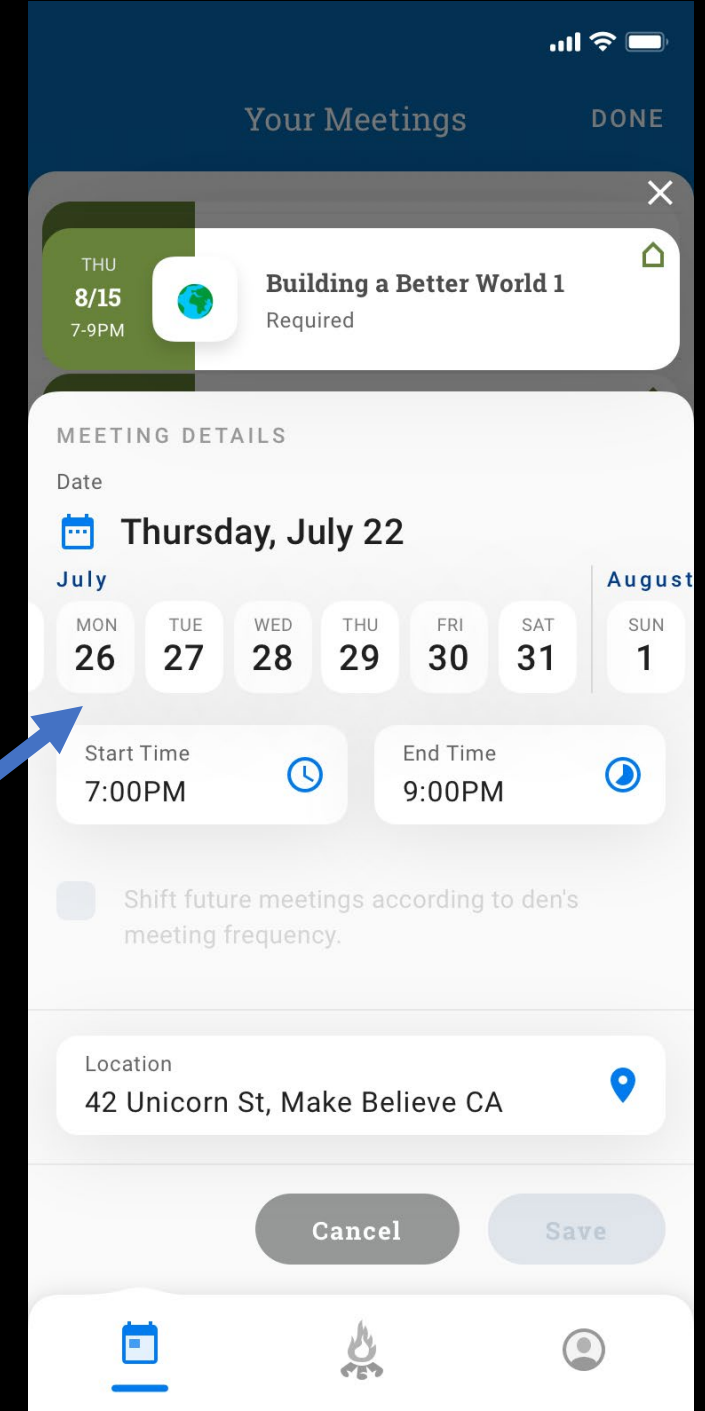 Your Meetings
DONE
THU
8/15
7-9PM
Building a Better World 1
Required
MEETING DETAILS
Date
Thursday, July 22
July
August
MON
26
TUE
27
WED
28
THU
29
FRI
30
SAT
31
SUN
1
Start Time
7:00PM
End Time
9:00PM
Shift future meetings according to den's
meeting frequency.
Location
42 Unicorn St, Make Believe CA
Cancel
Save